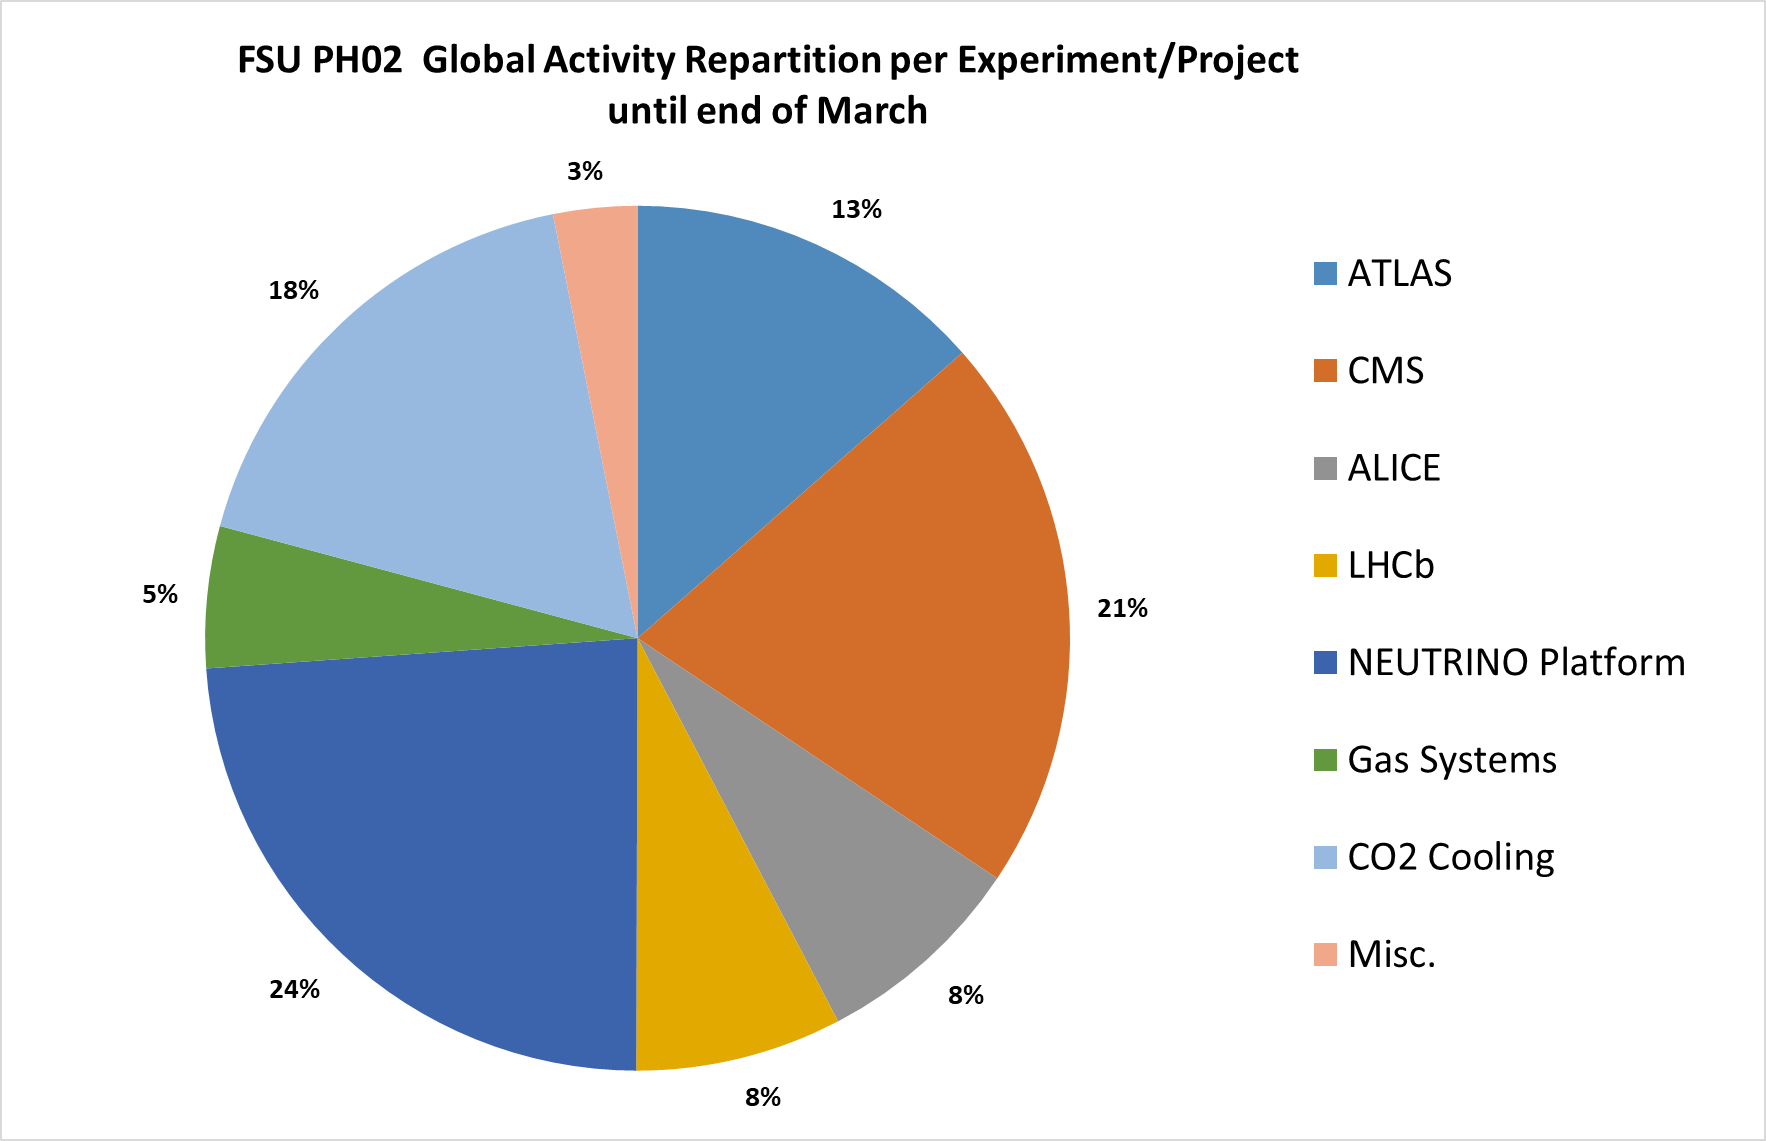 FSU PH02  Global Activity Repartition per Experiment/Project
until end of March
3%
13%
18%
21%
5%
8%
24%
8%
ATLAS
CMS
ALICE
LHCb
NEUTRINO Platform
Gas Systems
CO2 Cooling
Misc.